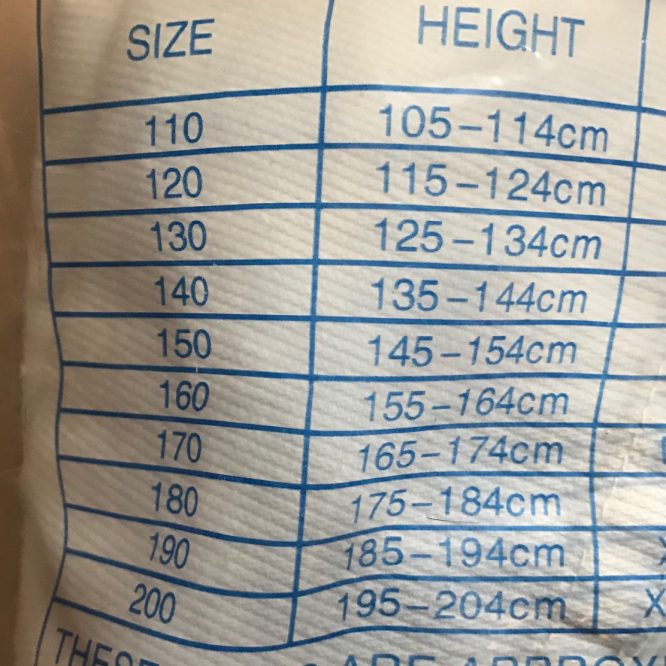 SIZE HEIGHT
110 105-114cm
120 115-124cm
130 125-134cm
140 135-144cm
150 145-154cm
160 155-164cm
170 165-174cm
180 175-184cm
190 185-194cm
200 195-204cm X
ARE